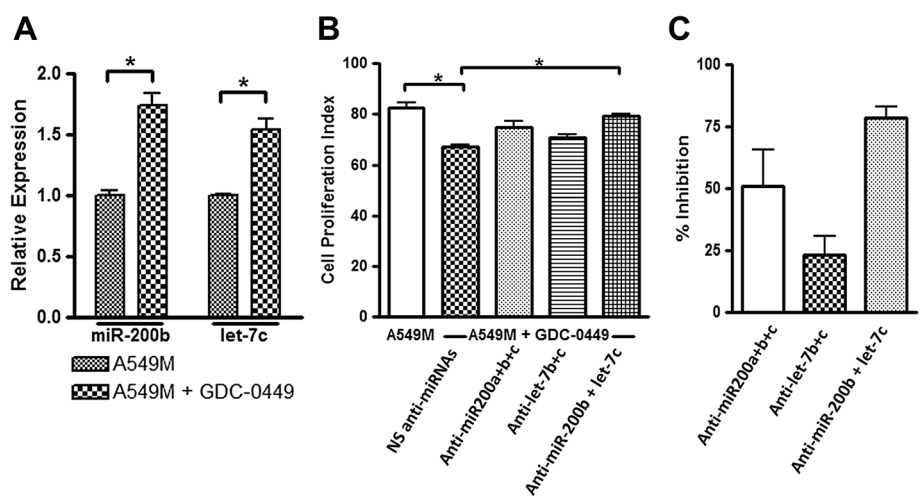 A
Relative Expression
2.0
1.5
1.0
0.5
0.0
*
*
miR-200b
let-7c
A549M
A549M + GDC-0449
B
Cell Proliferation Index
100
80
60
40
20
0
*
*
A549M
A549M + GDC-0449
NS anti-miRNAs
Anti-miR200a+b+c
Anti-let-7b+c
Anti-miR-200b + let-7c
C
% Inhibition
100
75
50
25
0
Anti-miR200a+b+c
Anti-let-7b+c
Anti-miR-200b + let-7c